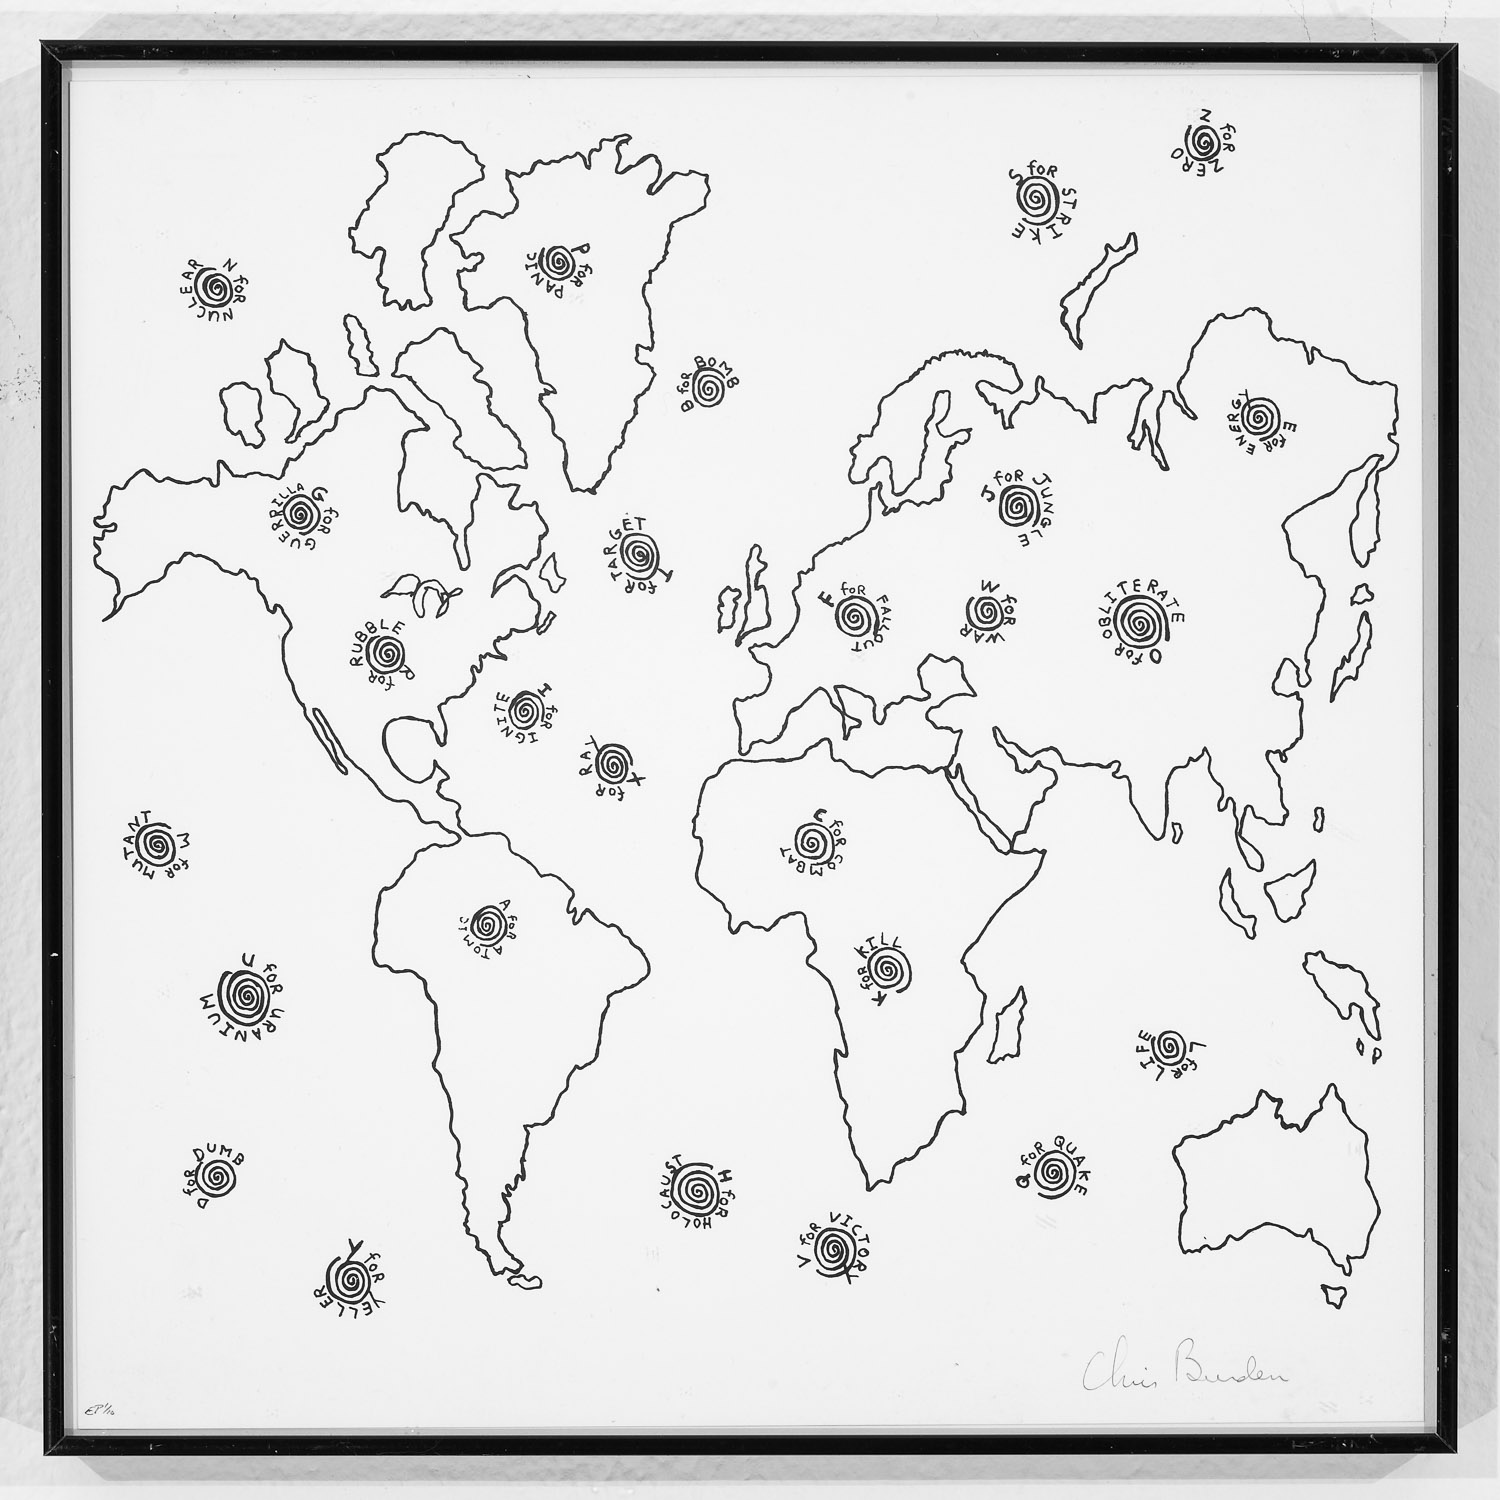 Z for ZERO
S for STRIKE
P for PANIC
N for NUCLEAR
B for BOMB
E for ENERGY
G for GUERRILLA
J for JUNGLE
T for TARGET
F for FALLOUT
W for WAR
O for OBLITERATE
R for RUBBLE
I for IGNITE
X for RAY
M for MUTANT
C for COMBAT
A for ATOMIC
K for KILL
U for URANIUM
L for LIFE
D for DUMB
H for HOLOCAUST
Q for QUAKE
V for VICTORY
Y for YELLER
Chris Burden
EP 1/10